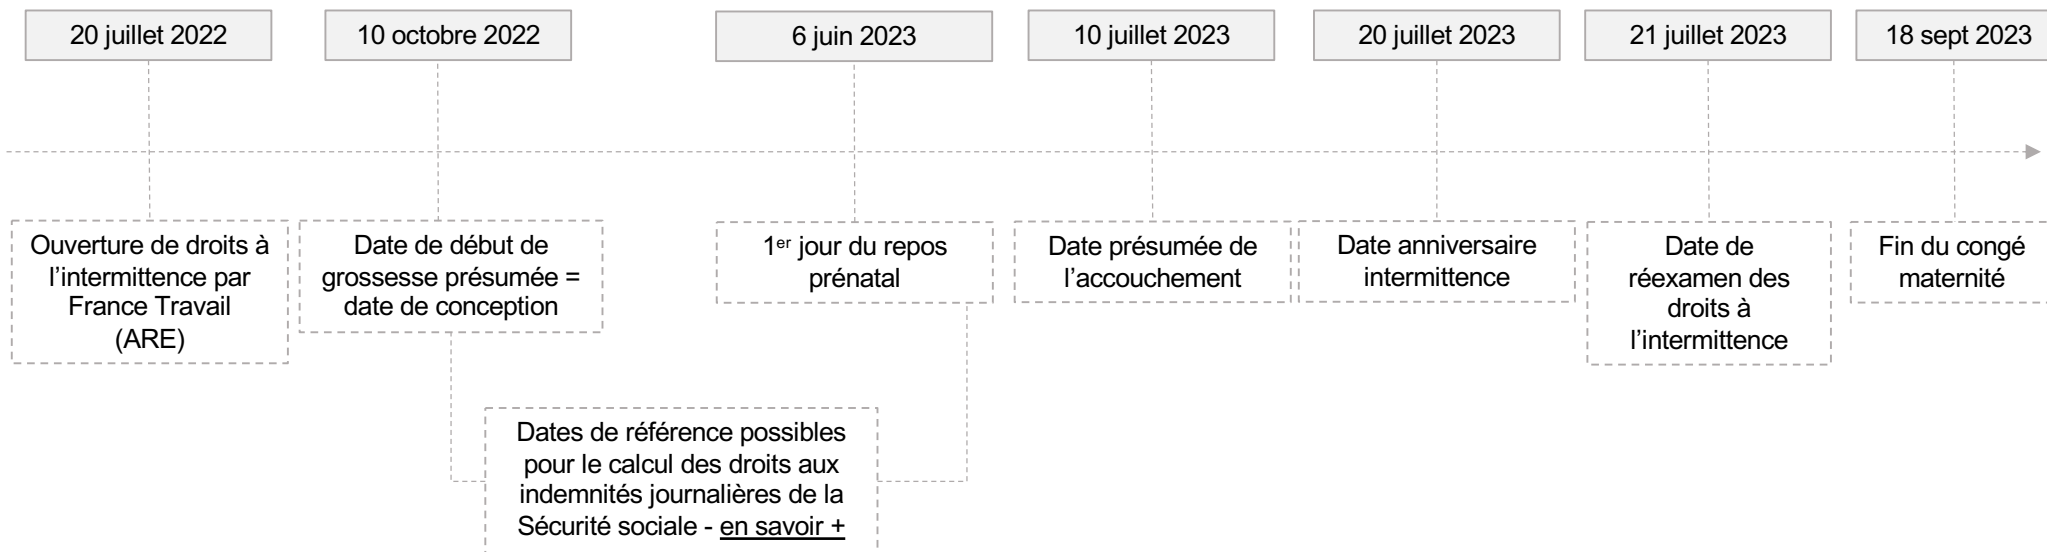 20 juillet 2022
10 octobre 2022
6 juin 2023
10 juillet 2023
20 juillet 2023
21 juillet 2023
18 sept 2023
Ouverture de droits à
l’intermittence par
France Travail
(ARE)
Date de début de
grossesse présumée =
date de conception
1er jour du repos
prénatal
Date présumée de
l’accouchement
Date anniversaire
intermittence
Date de
réexamen des
droits à
l’intermittence
Fin du congé
maternité
Dates de référence possibles
pour le calcul des droits aux
indemnités journalières de la
Sécurité sociale - en savoir +